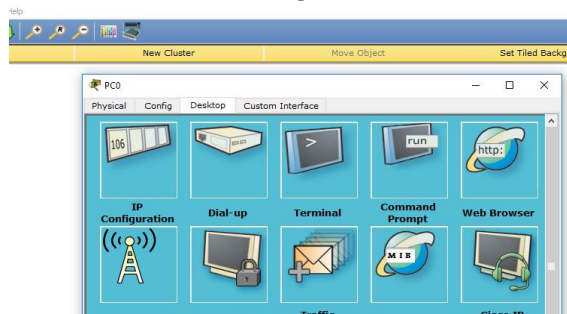 Help
New Cluster Move Object Set Tiled Backg
PC0
Physical Config Desktop Custom Interface
106 > run http:
IP Configuration Dial-up Terminal Command Prompt Web Browser
MIB
Traffic Cisco IP